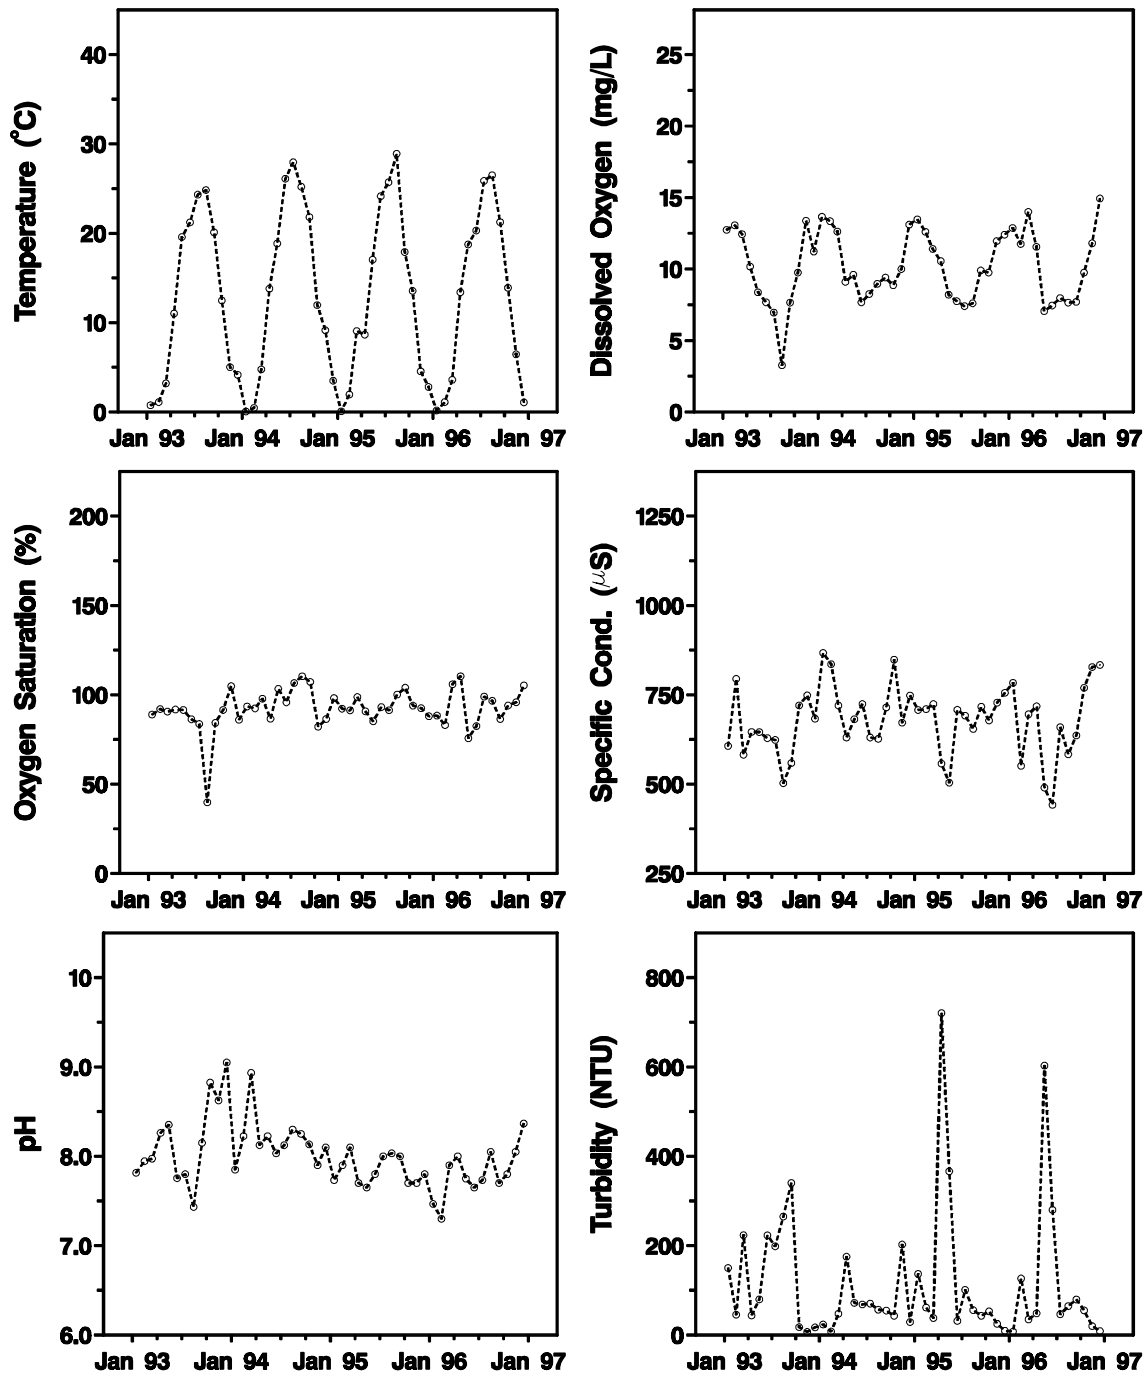 Temperature (°C)
40
30
20
10
0
Jan 93 Jan 94 Jan 95 Jan 96 Jan 97
Dissolved Oxygen (mg/L)
25
20
15
10
5
0
Jan 93 Jan 94 Jan 95 Jan 96 Jan 97
Oxygen Saturation (%)
200
150
100
50
0
Jan 93 Jan 94 Jan 95 Jan 96 Jan 97
Specific Cond. (μS)
1250
1000
750
500
250
Jan 93 Jan 94 Jan 95 Jan 96 Jan 97
pH
10
9.0
8.0
7.0
6.0
Jan 93 Jan 94 Jan 95 Jan 96 Jan 97
Turbidity (NTU)
800
600
400
200
0
Jan 93 Jan 94 Jan 95 Jan 96 Jan 97